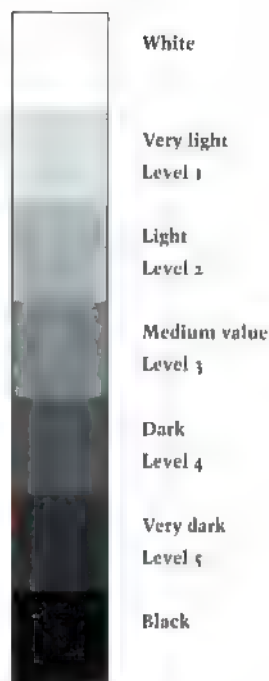 White
Very light
Level 1
Light
Level 2
Medium value
Level 3
Dark
Level 4
Very dark
Level 5
Black